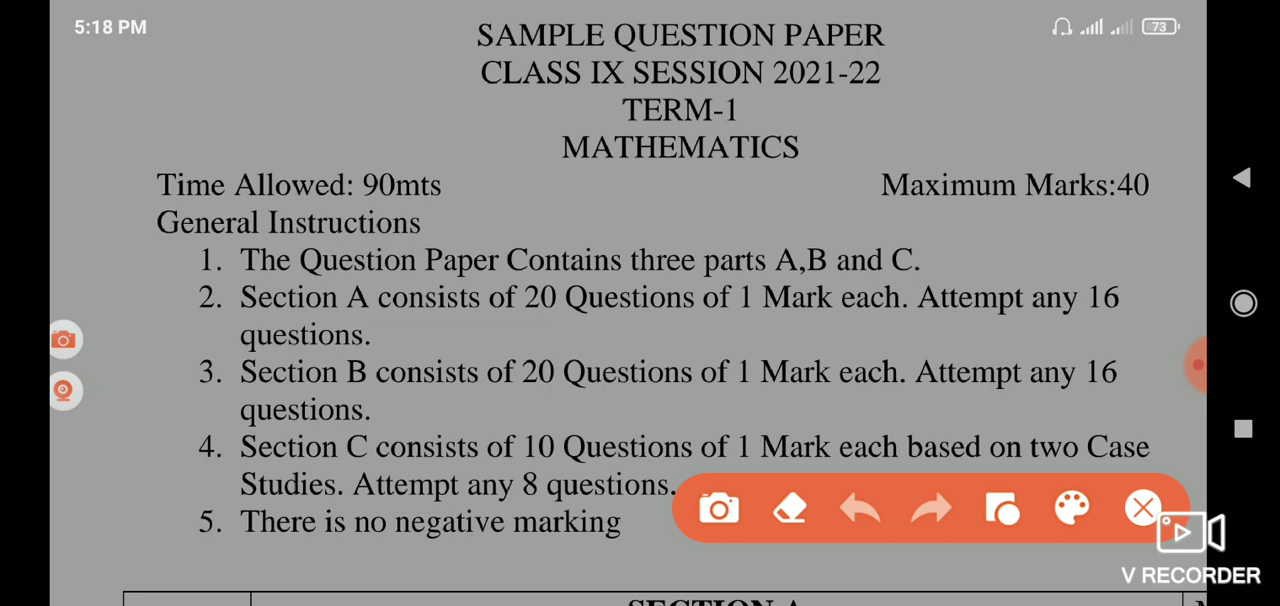 5:18 PM
73
SAMPLE QUESTION PAPER
CLASS IX SESSION 2021-22
TERM-1
MATHEMATICS
Time Allowed: 90mts Maximum Marks:40
General Instructions
1. The Question Paper Contains three parts A,B and C.
2. Section A consists of 20 Questions of 1 Mark each. Attempt any 16
questions.
3. Section B consists of 20 Questions of 1 Mark each. Attempt any 16
questions.
4. Section C consists of 10 Questions of 1 Mark each based on two Case
Studies. Attempt any 8 questions.
5. There is no negative marking
V RECORDER
SECTION A